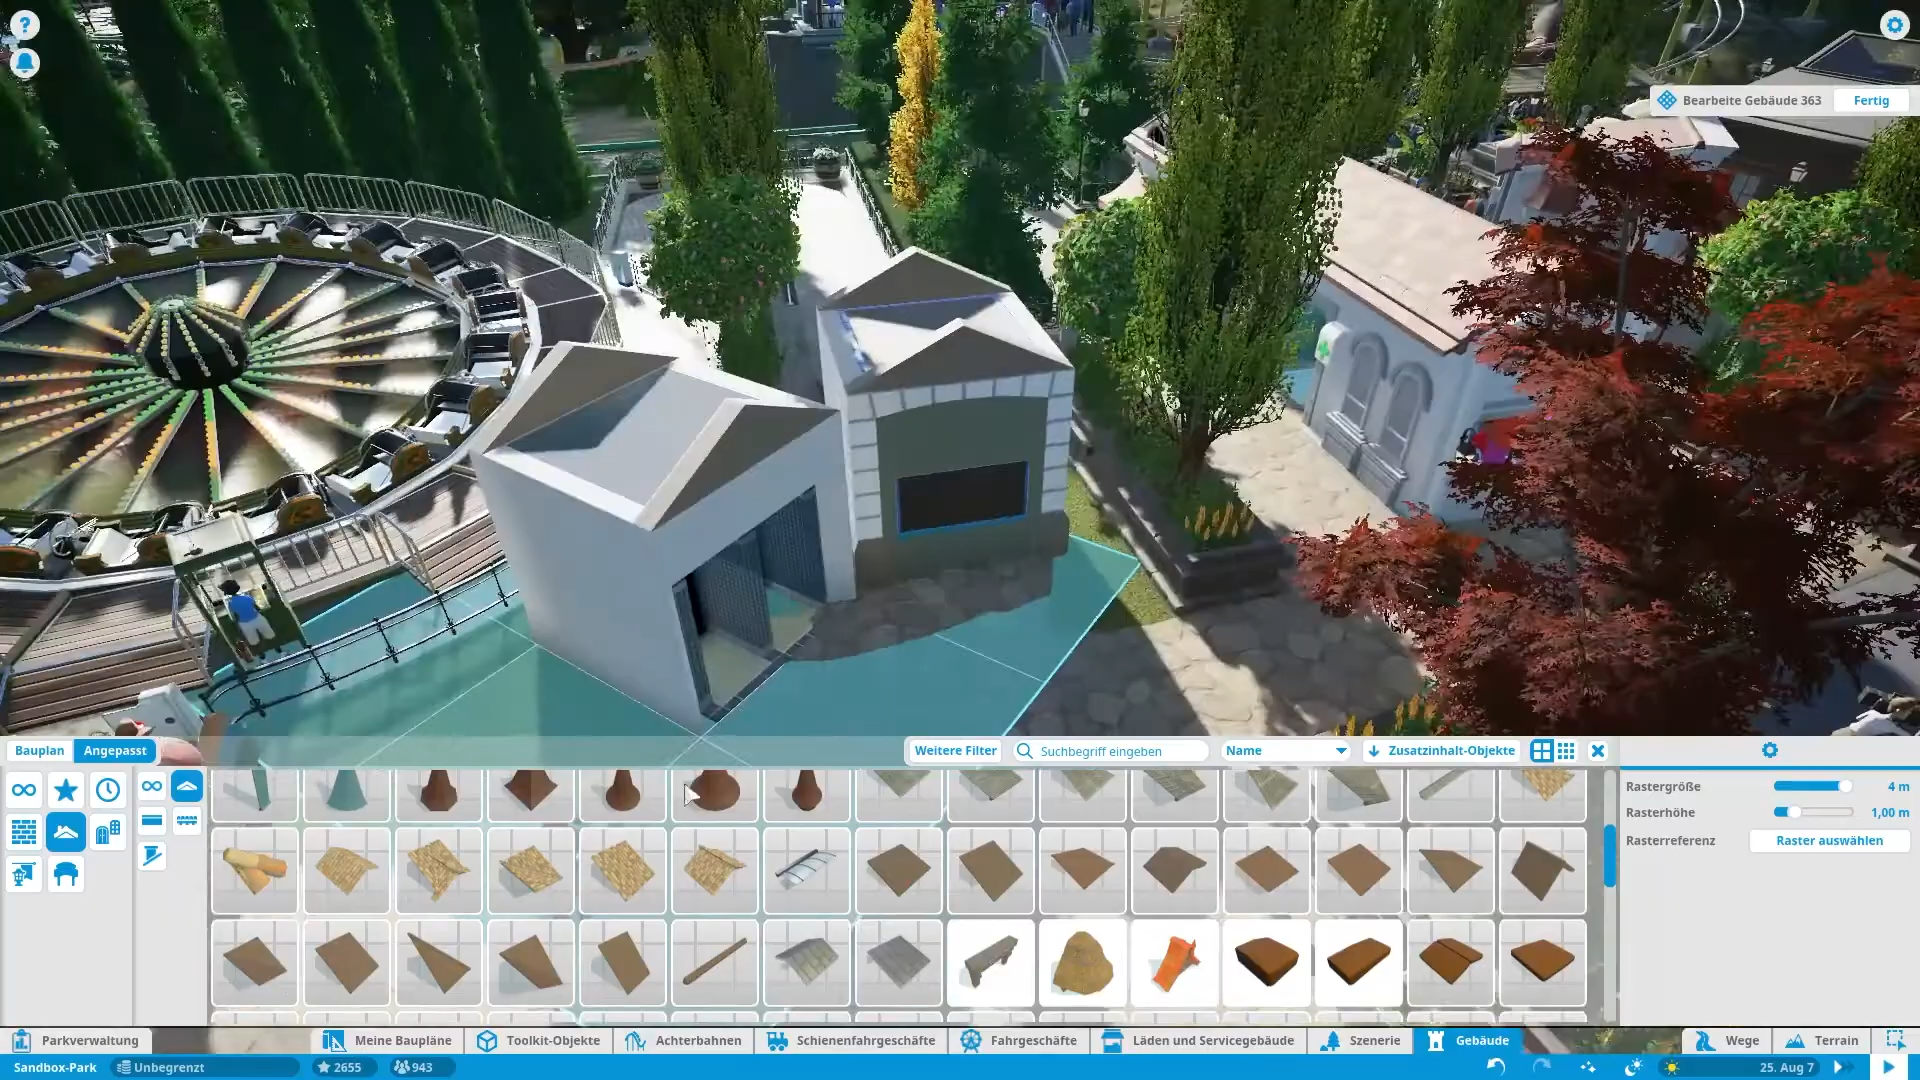 ?
Bearbeite Gebäude 363
Fertig
Bauplan
Angepasst
Weitere Filter
Suchbegriff eingeben
Name
Zusatzinhalt-Objekte
Rastergröße
4 m
Rasterhöhe
1,00 m
Rasterreferenz
Raster auswählen
Parkverwaltung
Meine Baupläne
Toolkit-Objekte
Achterbahnen
Schienenfahrgeschäfte
Fahrgeschäfte
Läden und Servicegebäude
Szenerie
Gebäude
Wege
Terrain
Sandbox-Park
Unbegrenzt
2655
943
25. Aug 7